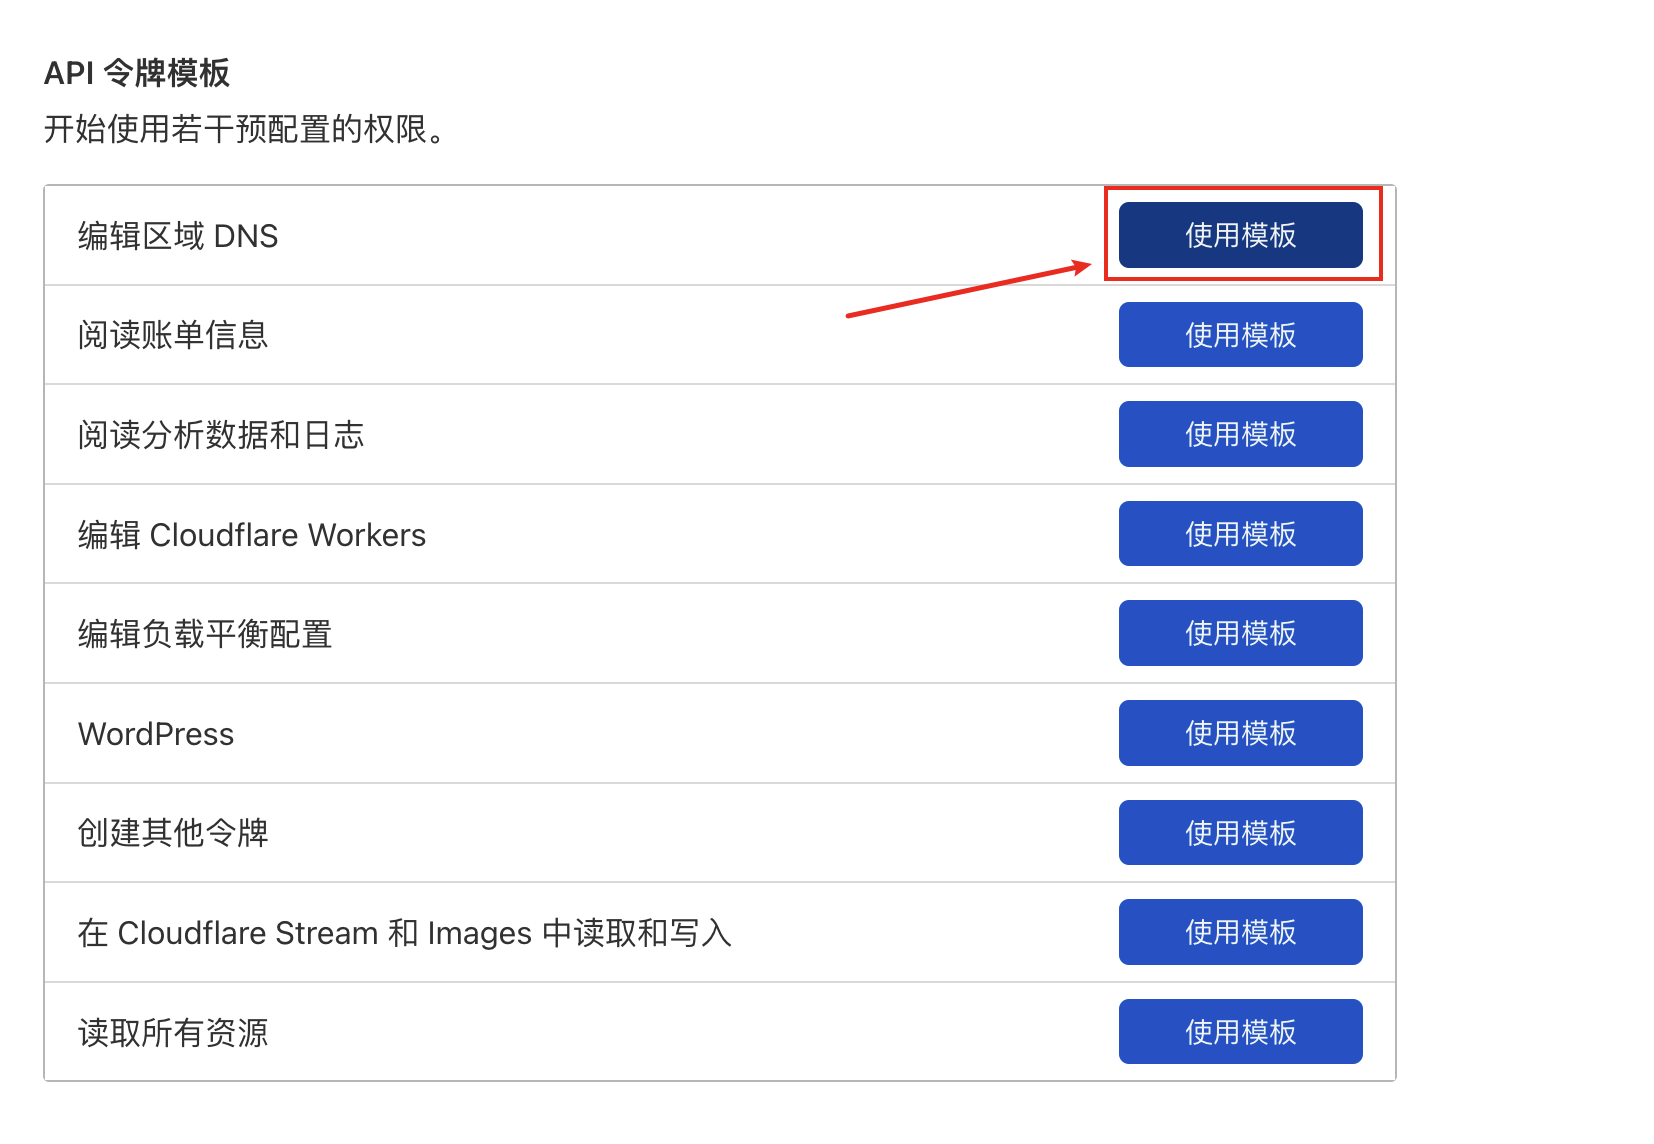 API 令牌模板
开始使用若干预配置的权限。
编辑区域 DNS
使用模板
阅读账单信息
使用模板
阅读分析数据和日志
使用模板
编辑 Cloudflare Workers
使用模板
编辑负载平衡配置
使用模板
WordPress
使用模板
创建其他令牌
使用模板
在 Cloudflare Stream 和 Images 中读取和写入
使用模板
读取所有资源
使用模板